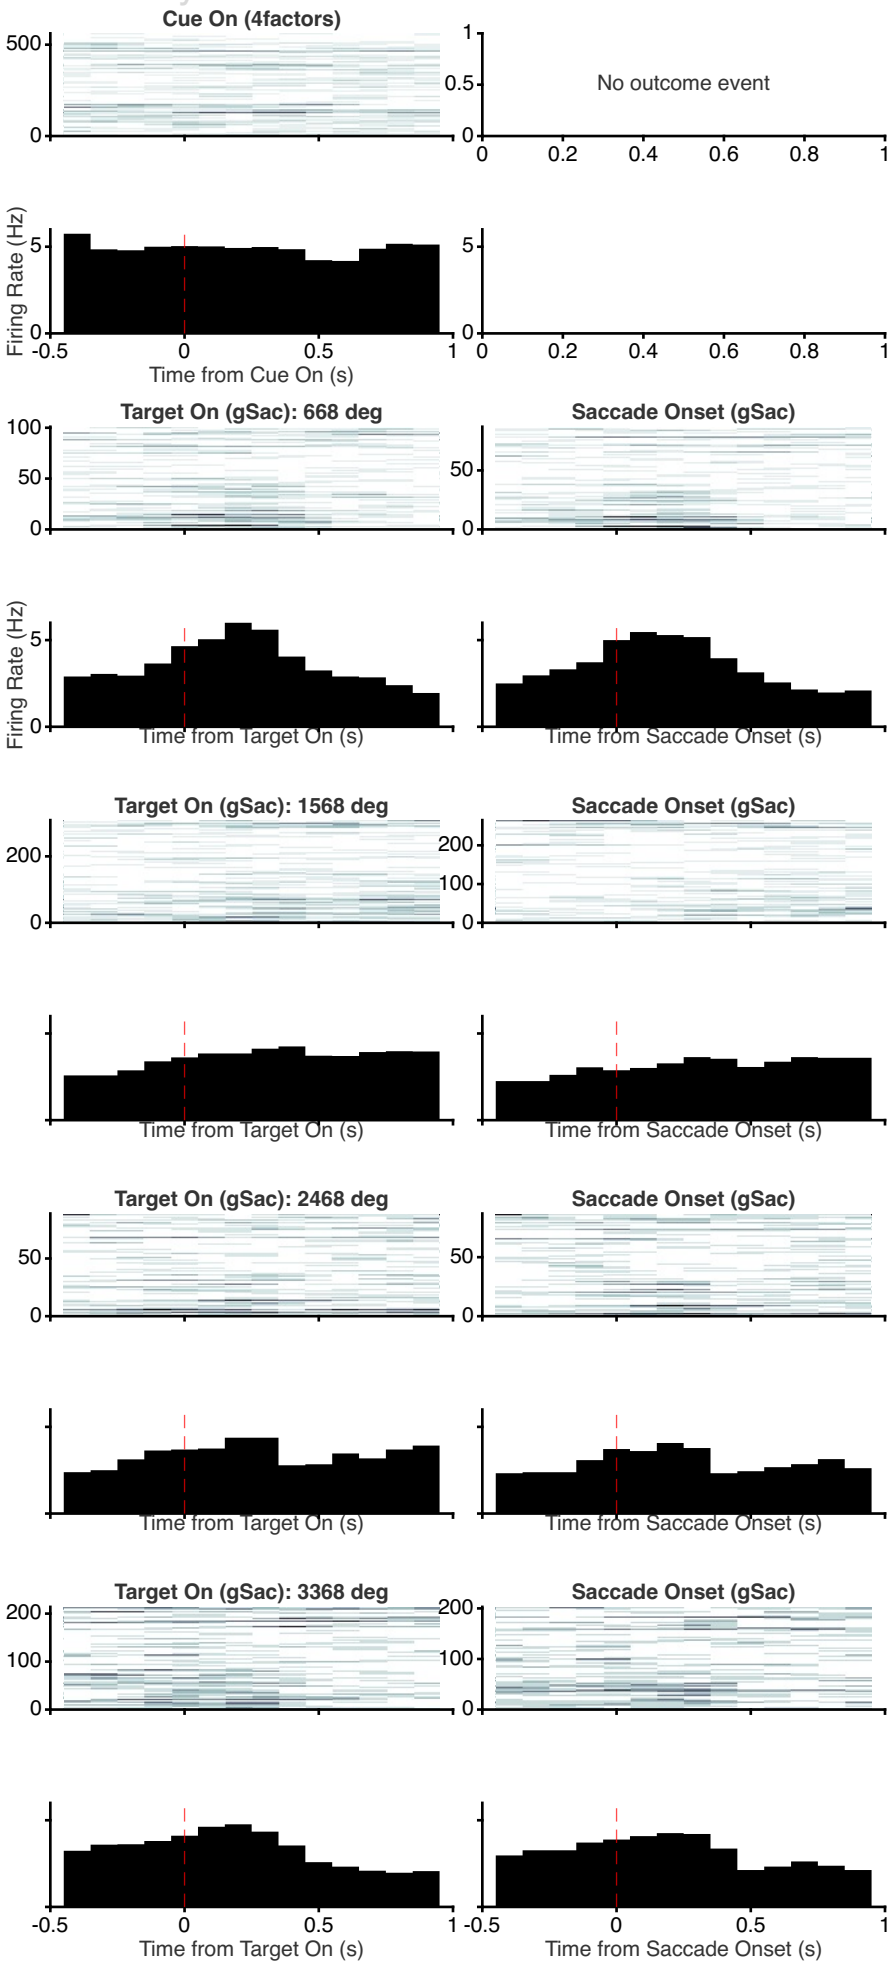 Cue On (4factors)
500
0
1
0.5
0
No outcome event
0 0.2 0.4 0.6 0.8 1
Firing Rate (Hz)
5
0
-0.5 0 0.5 1
Time from Cue On (s)
5
0
0 0.2 0.4 0.6 0.8 1
Target On (gSac): 668 deg
100
50
0
Saccade Onset (gSac)
50
0
Firing Rate (Hz)
5
0
Time from Target On (s)
Time from Saccade Onset (s)
Target On (gSac): 1568 deg
200
0
Saccade Onset (gSac)
200
100
0
Time from Target On (s)
Time from Saccade Onset (s)
Target On (gSac): 2468 deg
50
0
Saccade Onset (gSac)
50
0
Time from Target On (s)
Time from Saccade Onset (s)
Target On (gSac): 3368 deg
200
100
0
Saccade Onset (gSac)
200
100
0
-0.5 0 0.5 1
Time from Target On (s)
-0.5 0 0.5 1
Time from Saccade Onset (s)